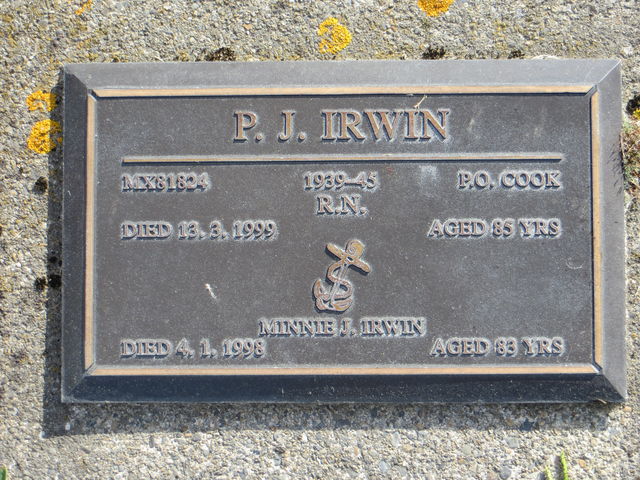 P. J. IRWIN
MX81824 1939–45 P.O. COOK
R.N.
DIED 13. 3. 1999 AGED 85 YRS
MINNIE J. IRWIN
DIED 4. 1. 1998 AGED 83 YRS